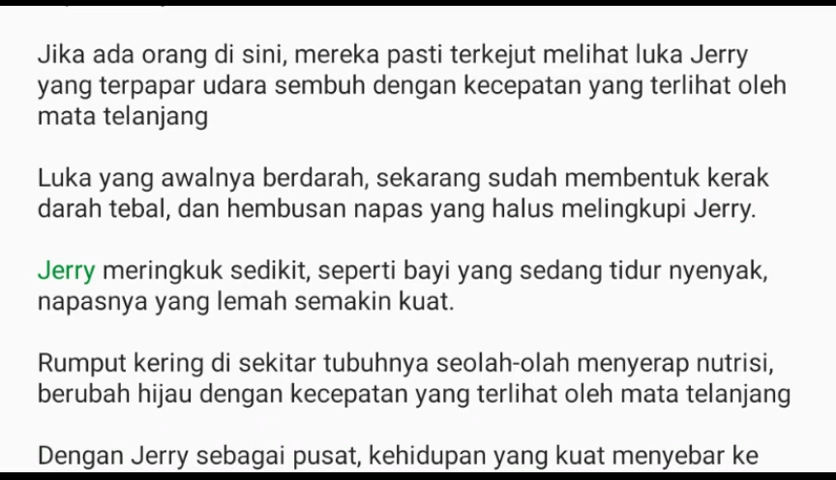 Jika ada orang di sini, mereka pasti terkejut melihat luka Jerry
yang terpapar udara sembuh dengan kecepatan yang terlihat oleh
mata telanjang
Luka yang awalnya berdarah, sekarang sudah membentuk kerak
darah tebal, dan hembusan napas yang halus melingkupi Jerry.
Jerry meringkuk sedikit, seperti bayi yang sedang tidur nyenyak,
napasnya yang lemah semakin kuat.
Rumput kering di sekitar tubuhnya seolah-olah menyerap nutrisi,
berubah hijau dengan kecepatan yang terlihat oleh mata telanjang
Dengan Jerry sebagai pusat, kehidupan yang kuat menyebar ke